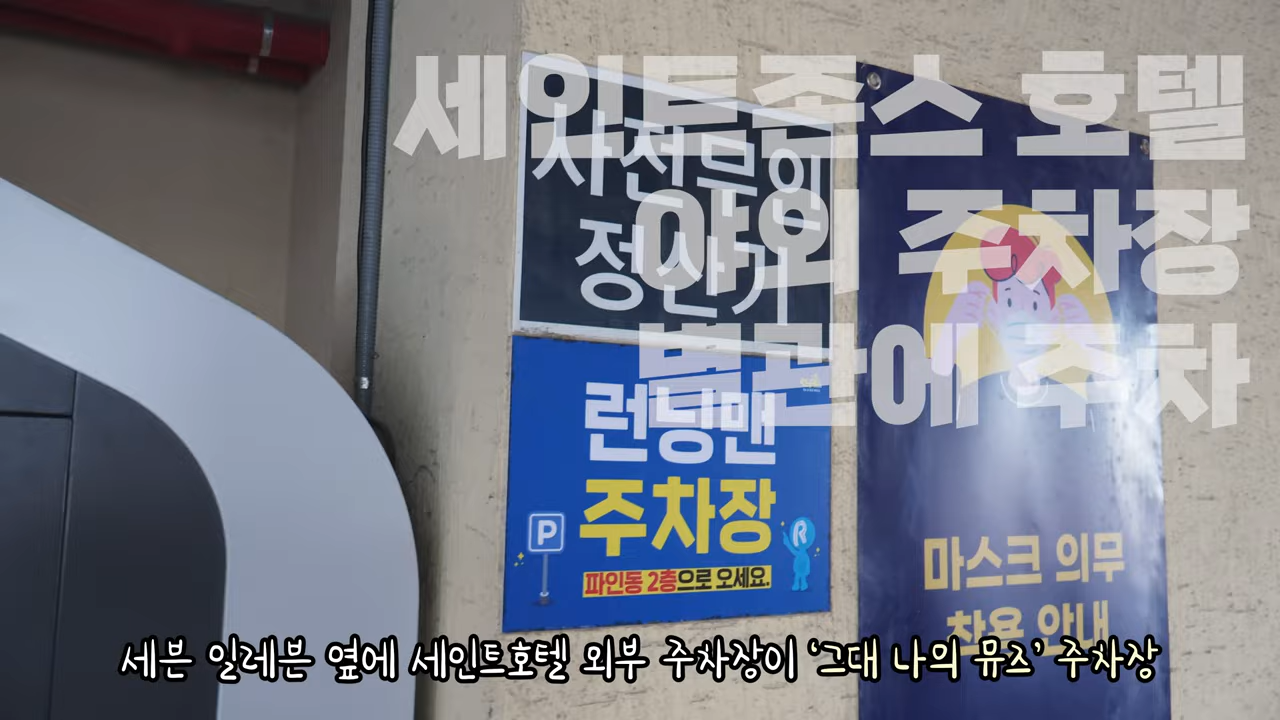 세인트존스 호텔
야외 주차장
별관에 주차
사전무인
정산기
런닝맨
주차장
P
R
파인동 2층으로 오세요.
마스크 의무
착용 안내
세븐 일레븐 옆에 세인트호텔 외부 주차장이 ‘그대 나의 뮤즈’ 주차장